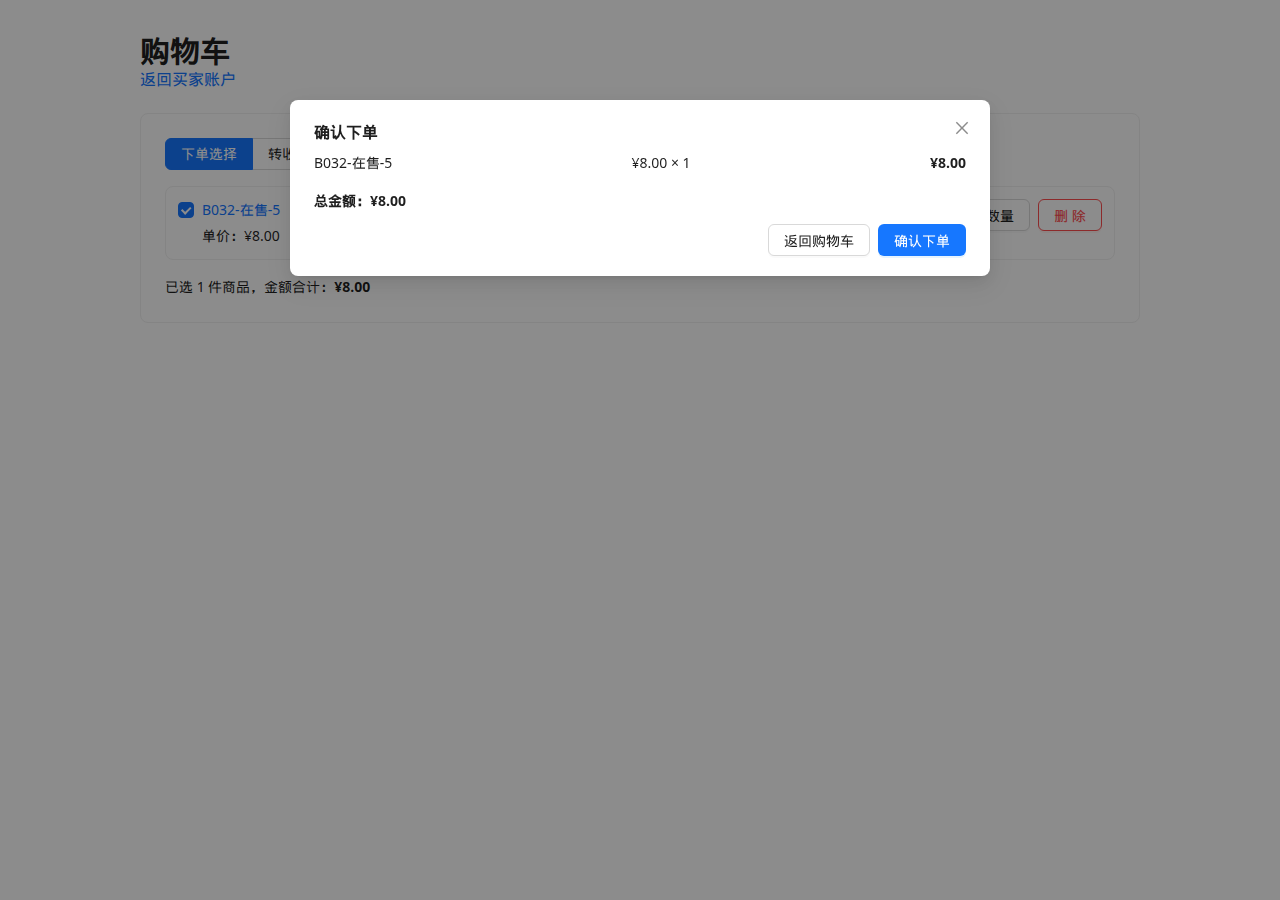 购物车
返回买家账户
确认下单
B032-在售-5 ¥8.00 × 1 ¥8.00
总金额：¥8.00
返回购物车 确认下单
下单选择 转收
B032-在售-5 数量 删 除
单价：¥8.00
已选 1 件商品，金额合计：¥8.00